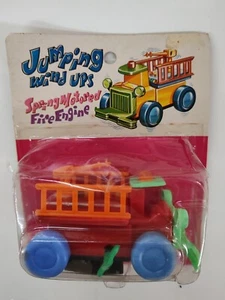 Jumping
Wind Ups
Spring Motored
Fire Engine